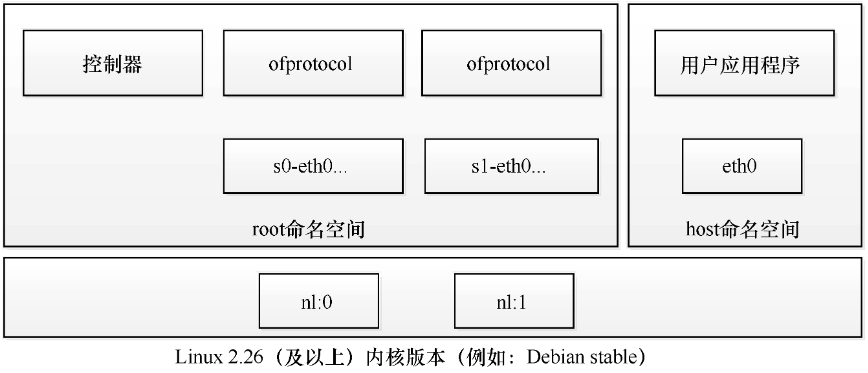 控制器
ofprotocol
ofprotocol
用户应用程序
s0-eth0...
s1-eth0...
eth0
root命名空间
host命名空间
nl:0
nl:1
Linux 2.26（及以上）内核版本（例如：Debian stable）